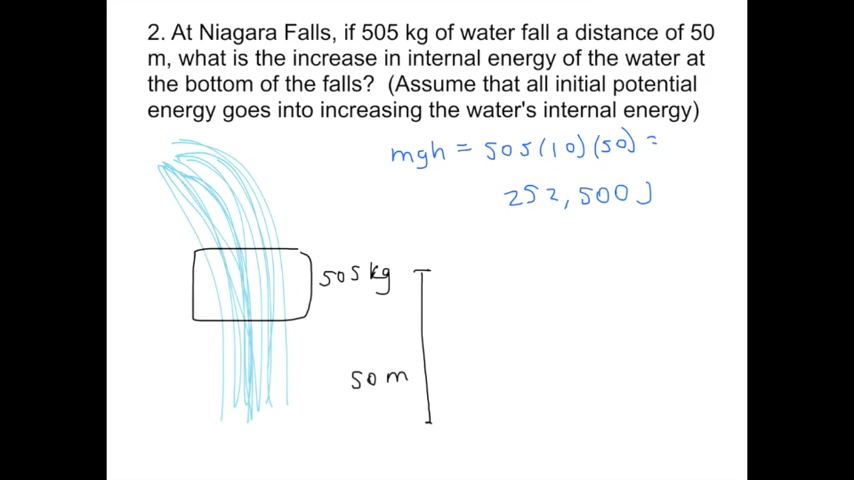 2. At Niagara Falls, if 505 kg of water fall a distance of 50
m, what is the increase in internal energy of the water at
the bottom of the falls? (Assume that all initial potential
energy goes into increasing the water's internal energy)
mgh = 505(10)(50) =
252,500 J
505 kg
50 m